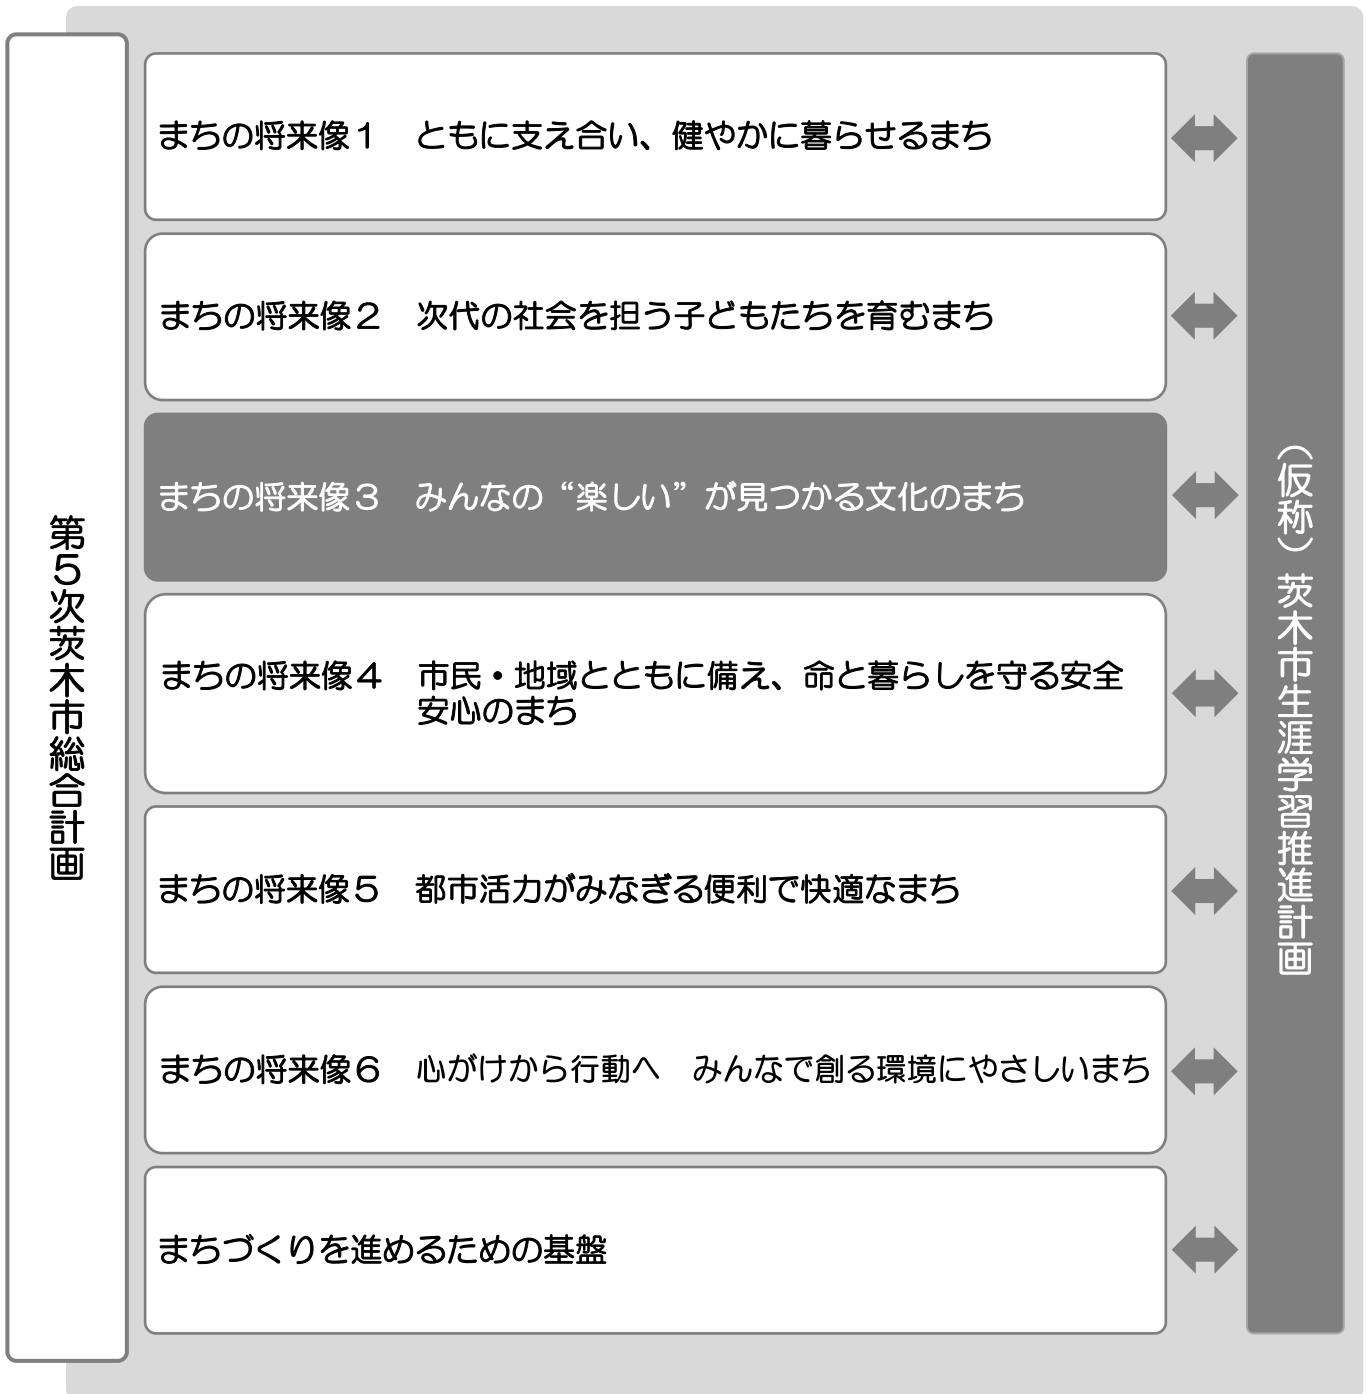 第５次茨木市総合計画
まちの将来像１　ともに支え合い、健やかに暮らせるまち
まちの将来像２　次代の社会を担う子どもたちを育むまち
まちの将来像３　みんなの“楽しい”が見つかる文化のまち
まちの将来像４　市民・地域とともに備え、命と暮らしを守る安全
安心のまち
まちの将来像５　都市活力がみなぎる便利で快適なまち
まちの将来像６　心がけから行動へ　みんなで創る環境にやさしいまち
まちづくりを進めるための基盤
（仮称）茨木市生涯学習推進計画